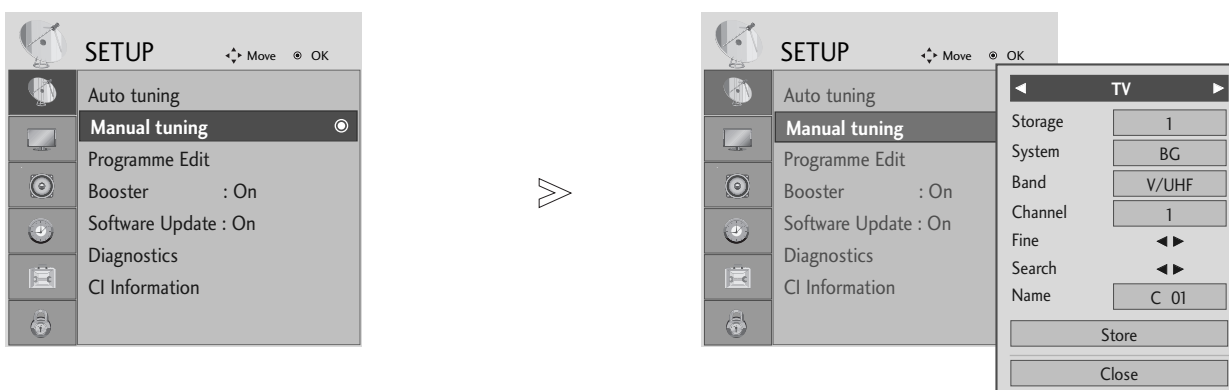 SETUP Move OK
Auto tuning
Manual tuning
Programme Edit
Booster : On
Software Update : On
Diagnostics
CI Information
SETUP Move OK
Auto tuning
Manual tuning
Programme Edit
Booster : On
Software Update : On
Diagnostics
CI Information
TV
Storage 1
System BG
Band V/UHF
Channel 1
Fine
Search
Name C 01
Store
Close